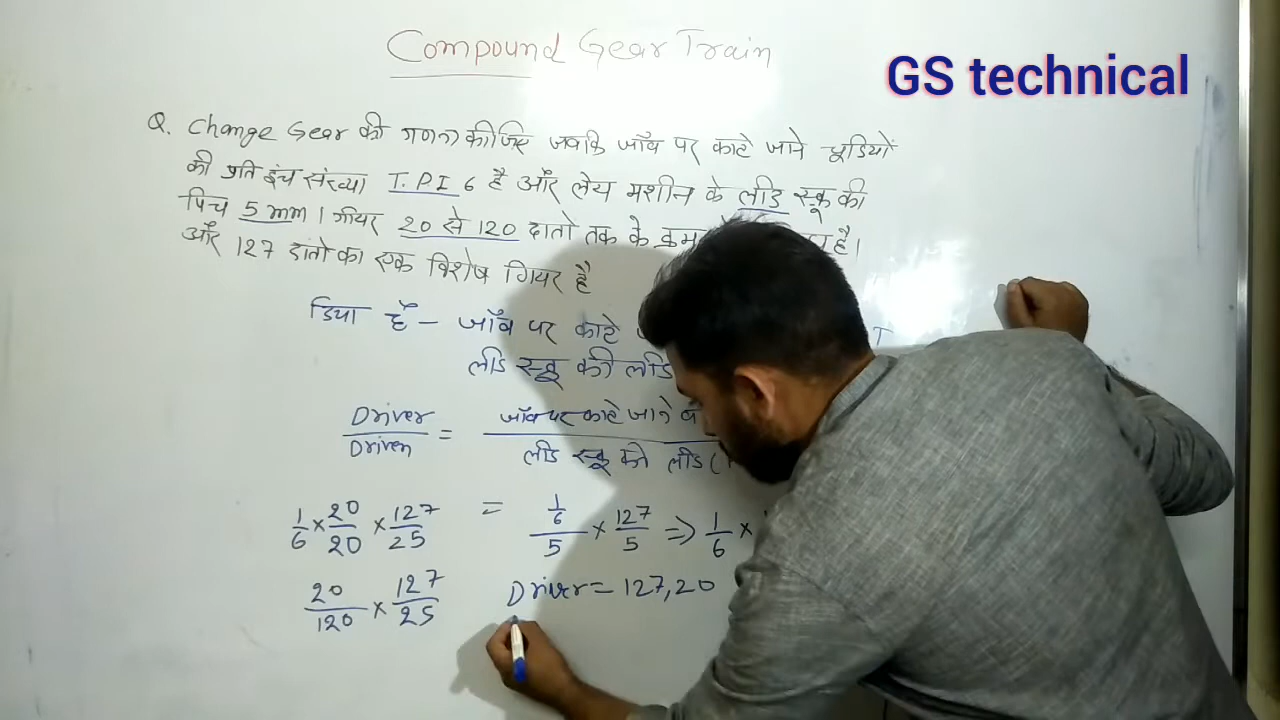 Compound Gear Train
GS technical
Q. Change Gear की गणना कीजिए जबकि जॉब पर काटे जाने चूडियों
की प्रति इंच संख्या T.P.I 6 है और लेथ मशीन के लीड स्क्रू की
पिच 5 mm । गीयर 20 से 120 दातो तक के है।
और 127 दांतो का एक विशेष गियर है
दिया है - जॉब पर काटे
लीड स्क्रू की लीड
Driver जॉब पर काटे जाने
Driven = लीड स्क्रू की लीड
1/6 × 20/20 × 127/25 = 1/6/5 × 127/5 => 1/6 ×
20/120 × 127/25 Driver = 127, 20